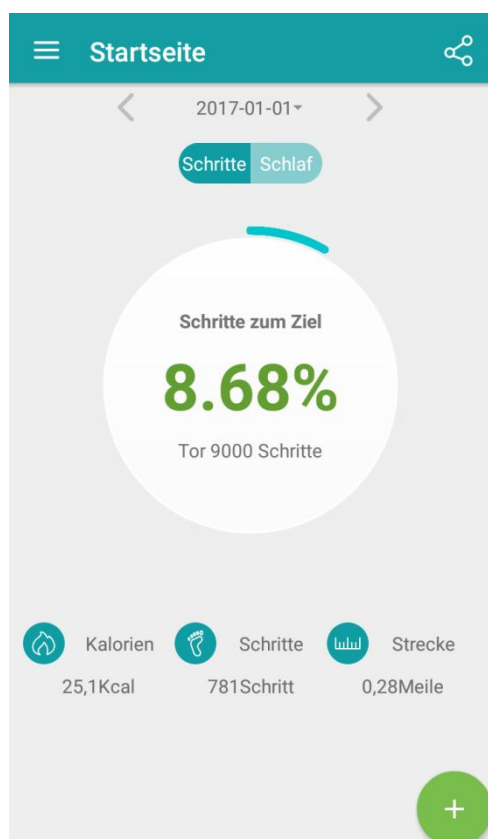 Startseite
2017-01-01
Schritte Schlaf
Schritte zum Ziel
8.68%
Tor 9000 Schritte
Kalorien Schritte Strecke
25,1Kcal 781Schritt 0,28Meile
+